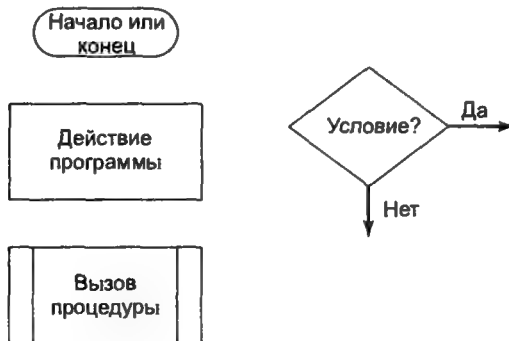 Начало или
конец
Действие
программы
Условие?
Да
Нет
Вызов
процедуры